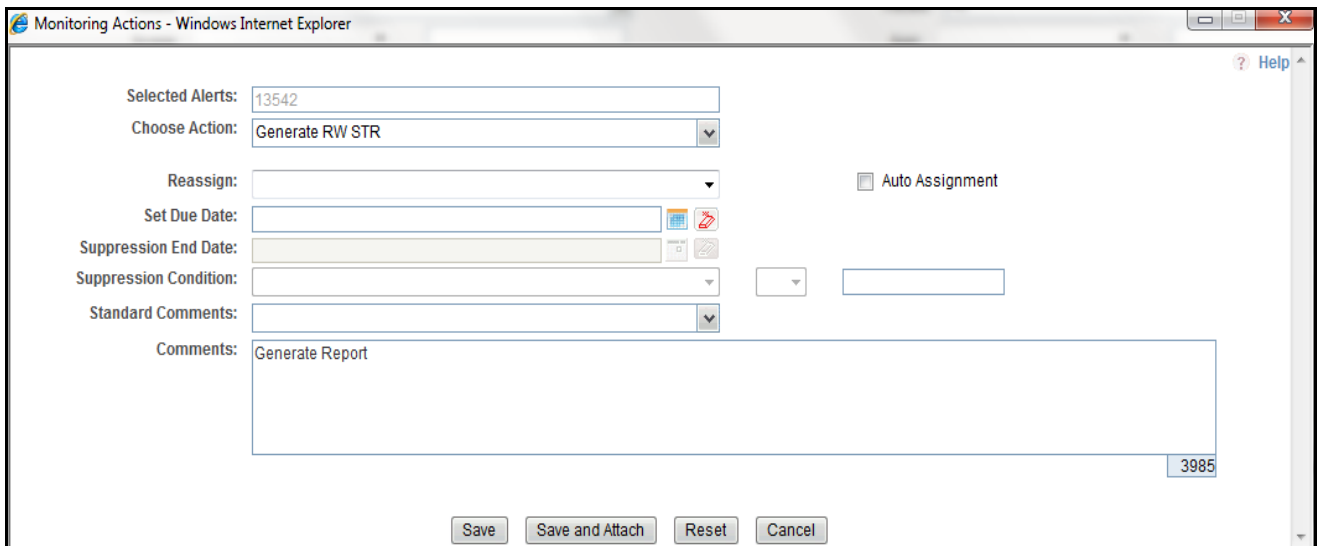 Monitoring Actions - Windows Internet Explorer
? Help
Selected Alerts: 13542
Choose Action: Generate RW STR
Reassign: Auto Assignment
Set Due Date:
Suppression End Date:
Suppression Condition:
Standard Comments:
Comments: Generate Report
3985
Save Save and Attach Reset Cancel